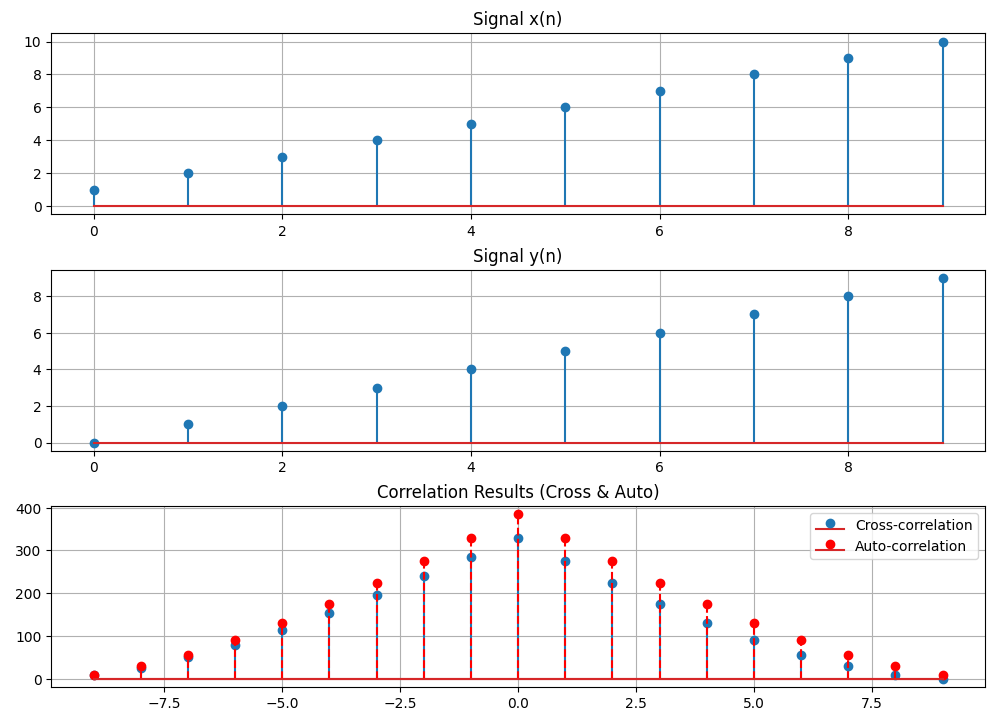 Signal x(n)
10
8
6
4
2
0
0 2 4 6 8
Signal y(n)
8
6
4
2
0
0 2 4 6 8
Correlation Results (Cross & Auto)
400
300
200
100
0
Cross-correlation
Auto-correlation
−7.5 −5.0 −2.5 0.0 2.5 5.0 7.5